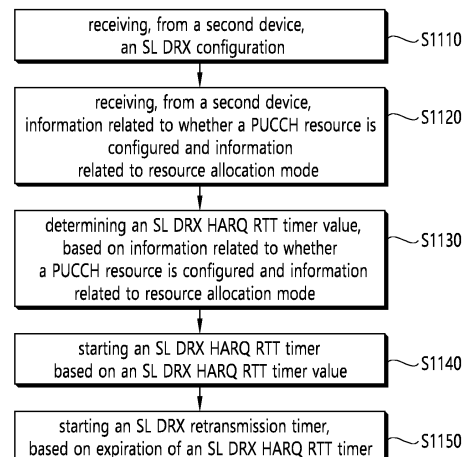 receiving, from a second device,
an SL DRX configuration
S1110
receiving, from a second device,
information related to whether a PUCCH resource is
configured and information
related to resource allocation mode
S1120
determining an SL DRX HARQ RTT timer value,
based on information related to whether
a PUCCH resource is configured and information
related to resource allocation mode
S1130
starting an SL DRX HARQ RTT timer
based on an SL DRX HARQ RTT timer value
S1140
starting an SL DRX retransmission timer,
based on expiration of an SL DRX HARQ RTT timer
S1150